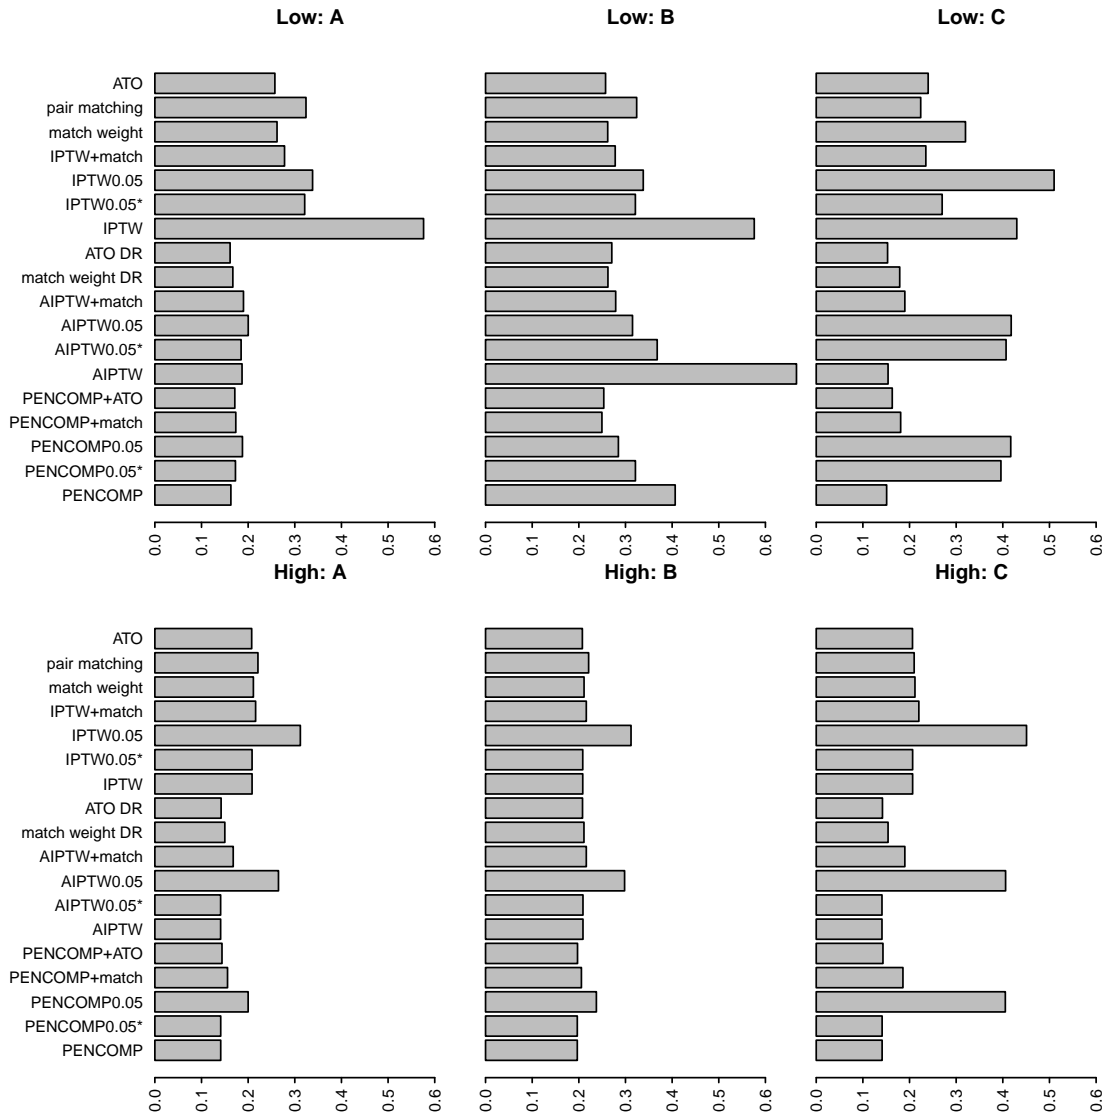 Low: A
Low: B
Low: C
ATO
pair matching
match weight
IPTW+match
IPTW0.05
IPTW0.05*
IPTW
ATO DR
match weight DR
AIPTW+match
AIPTW0.05
AIPTW0.05*
AIPTW
PENCOMP+ATO
PENCOMP+match
PENCOMP0.05
PENCOMP0.05*
PENCOMP
0.0 0.1 0.2 0.3 0.4 0.5 0.6
0.0 0.1 0.2 0.3 0.4 0.5 0.6
0.0 0.1 0.2 0.3 0.4 0.5 0.6
High: A
High: B
High: C
ATO
pair matching
match weight
IPTW+match
IPTW0.05
IPTW0.05*
IPTW
ATO DR
match weight DR
AIPTW+match
AIPTW0.05
AIPTW0.05*
AIPTW
PENCOMP+ATO
PENCOMP+match
PENCOMP0.05
PENCOMP0.05*
PENCOMP
0.0 0.1 0.2 0.3 0.4 0.5 0.6
0.0 0.1 0.2 0.3 0.4 0.5 0.6
0.0 0.1 0.2 0.3 0.4 0.5 0.6